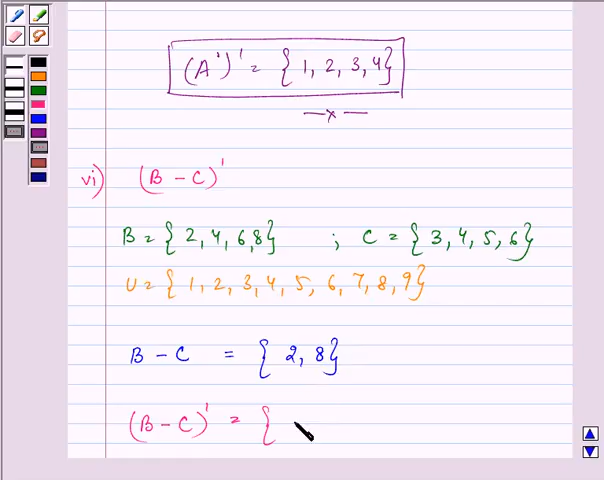 (A')' = { 1, 2, 3, 4}
—x—
vi) (B - C)'
B = { 2, 4, 6, 8} ; C = { 3, 4, 5, 6}
U = { 1, 2, 3, 4, 5, 6, 7, 8, 9}
B - C = { 2, 8}
(B - C)' = {